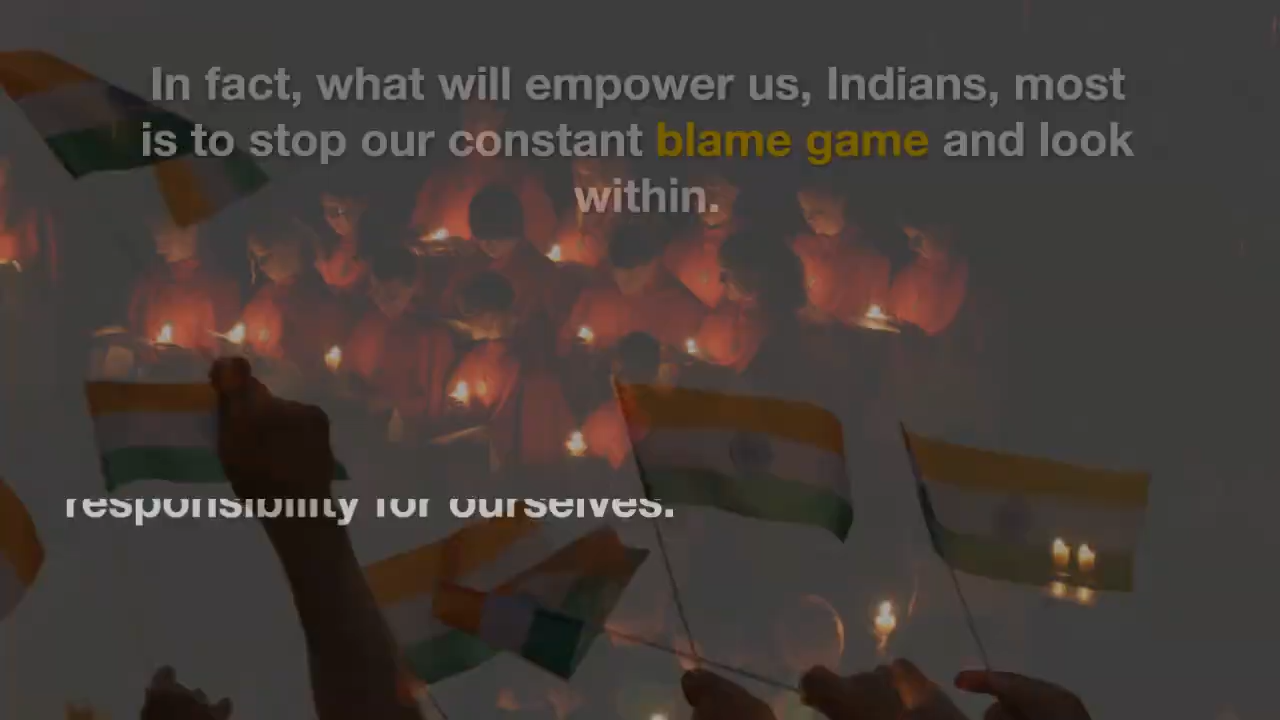 In fact, what will empower us, Indians, most
is to stop our constant blame game and look
within.
responsibility for ourselves.